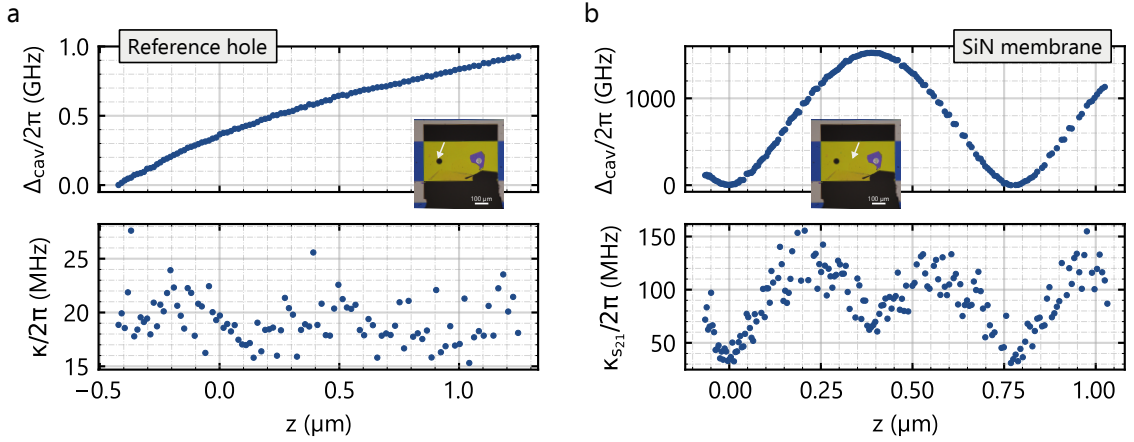 a
Reference hole
Δcav/2π (GHz)
1.0
0.5
0.0
100 μm
κ/2π (MHz)
25
20
15
−0.5
0.0
0.5
1.0
z (μm)
b
SiN membrane
Δcav/2π (GHz)
1000
0
100 μm
κs21/2π (MHz)
150
100
50
0.00
0.25
0.50
0.75
1.00
z (μm)